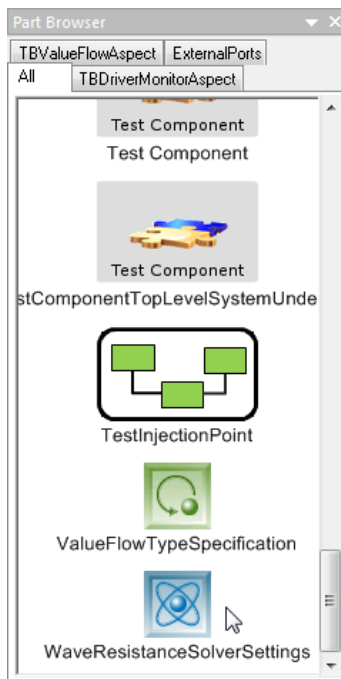 Part Browser
TBValueFlowAspect ExternalPorts
All TBDriverMonitorAspect
Test Component
Test Component
Test Component
stComponentTopLevelSystemUnde
TestInjectionPoint
ValueFlowTypeSpecification
WaveResistanceSolverSettings